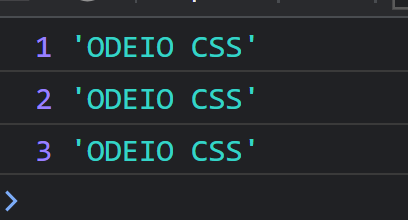 1 'ODEIO CSS'
2 'ODEIO CSS'
3 'ODEIO CSS'
>